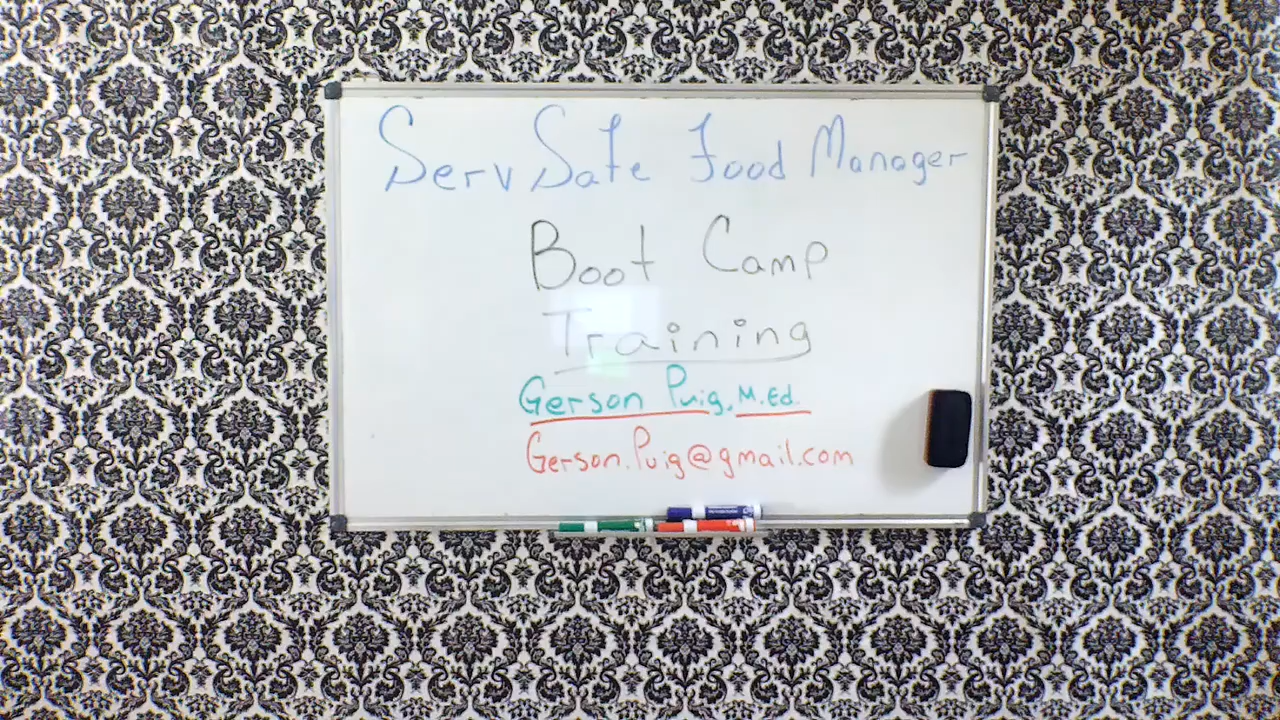 ServSafe Food Manager
Boot Camp
Training
Gerson Puig, M.Ed.
Gerson.Puig@gmail.com